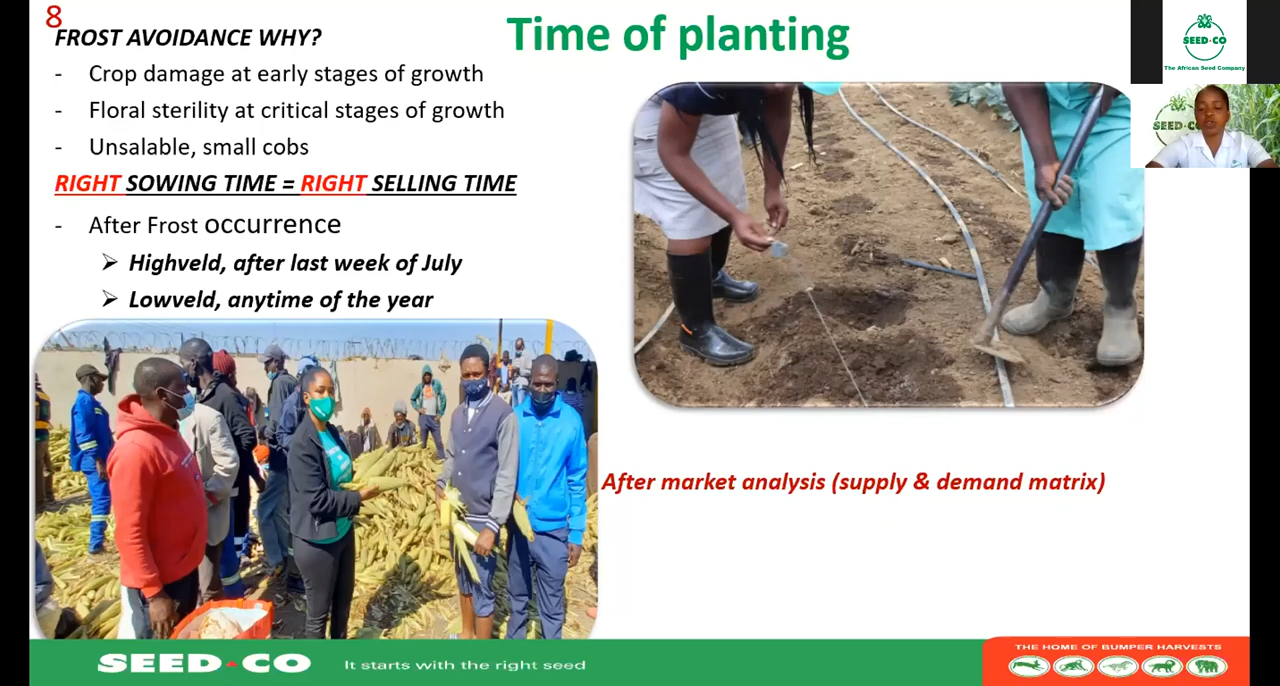 8
Time of planting
FROST AVOIDANCE WHY?
- Crop damage at early stages of growth
- Floral sterility at critical stages of growth
- Unsalable, small cobs
RIGHT SOWING TIME = RIGHT SELLING TIME
- After Frost occurrence
➢ Highveld, after last week of July
➢ Lowveld, anytime of the year
After market analysis (supply & demand matrix)
SEED CO
The African Seed Company
SEED·C
SEED CO
It starts with the right seed
THE HOME OF BUMPER HARVESTS